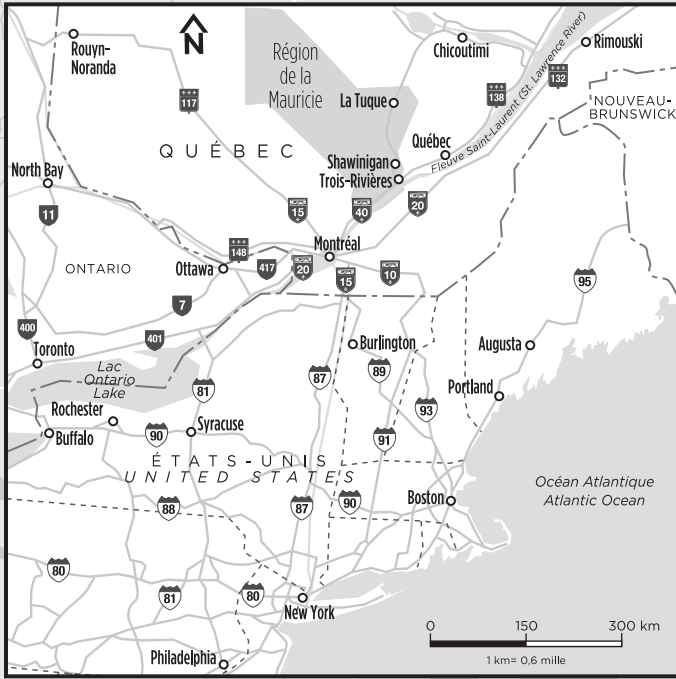 Rouyn-
Noranda
N
Région
de la
Mauricie
Chicoutimi
Rimouski
132
138
117
La Tuque
Fleuve Saint-Laurent (St. Lawrence River)
NOUVEAU-
BRUNSWICK
QUÉBEC
Québec
Shawinigan
Trois-Rivières
North Bay
11
15
40
20
Montréal
148
417
Ottawa
ONTARIO
20
15
10
95
7
400
401
Toronto
Burlington
Augusta
Lac
Ontario
Lake
81
87
89
Portland
93
Rochester
Buffalo
90
Syracuse
91
ÉTATS-UNIS
UNITED STATES
88
87
90
Boston
Océan Atlantique
Atlantic Ocean
80
81
80
New York
Philadelphia
0 150 300 km
1 km= 0,6 mille